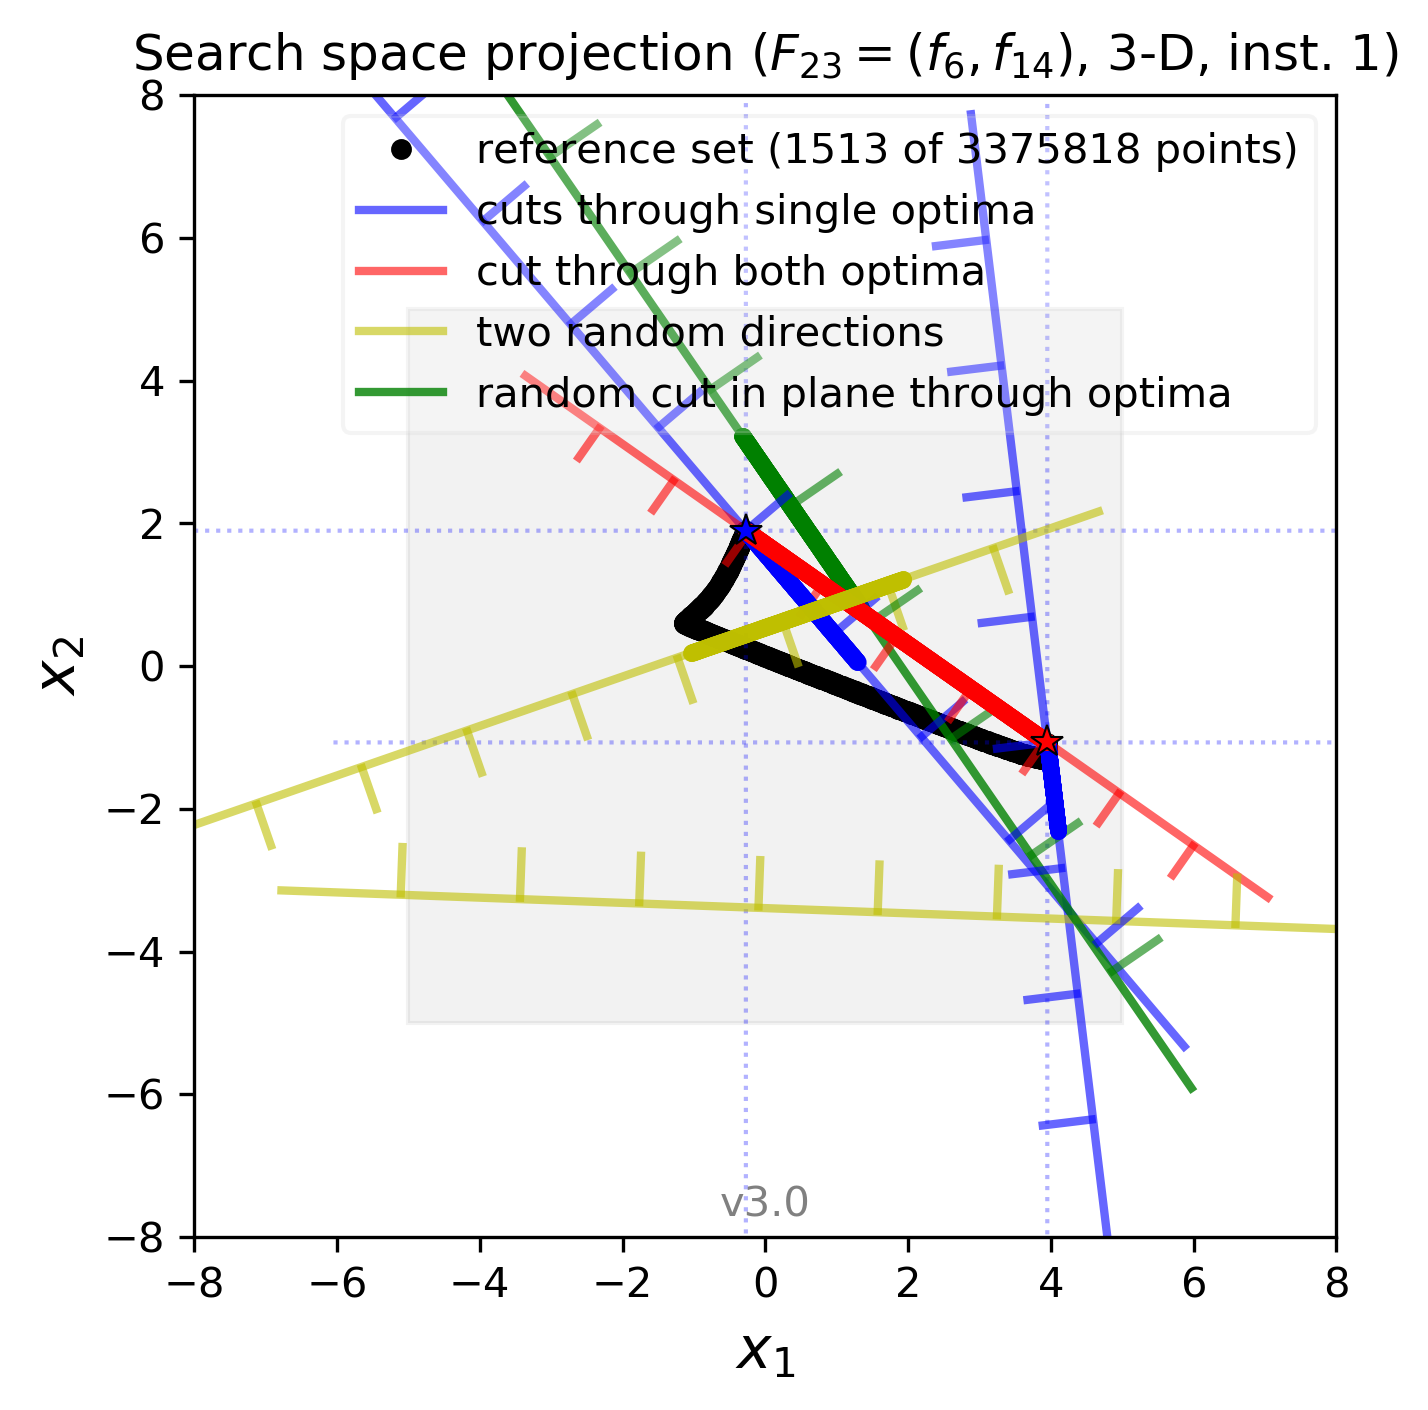 Search space projection (F₂₃ = (f₆, f₁₄), 3-D, inst. 1)
reference set (1513 of 3375818 points)
cuts through single optima
cut through both optima
two random directions
random cut in plane through optima
8
6
4
2
0
−2
−4
−6
−8
x₂
v3.0
−8 −6 −4 −2 0 2 4 6 8
x₁